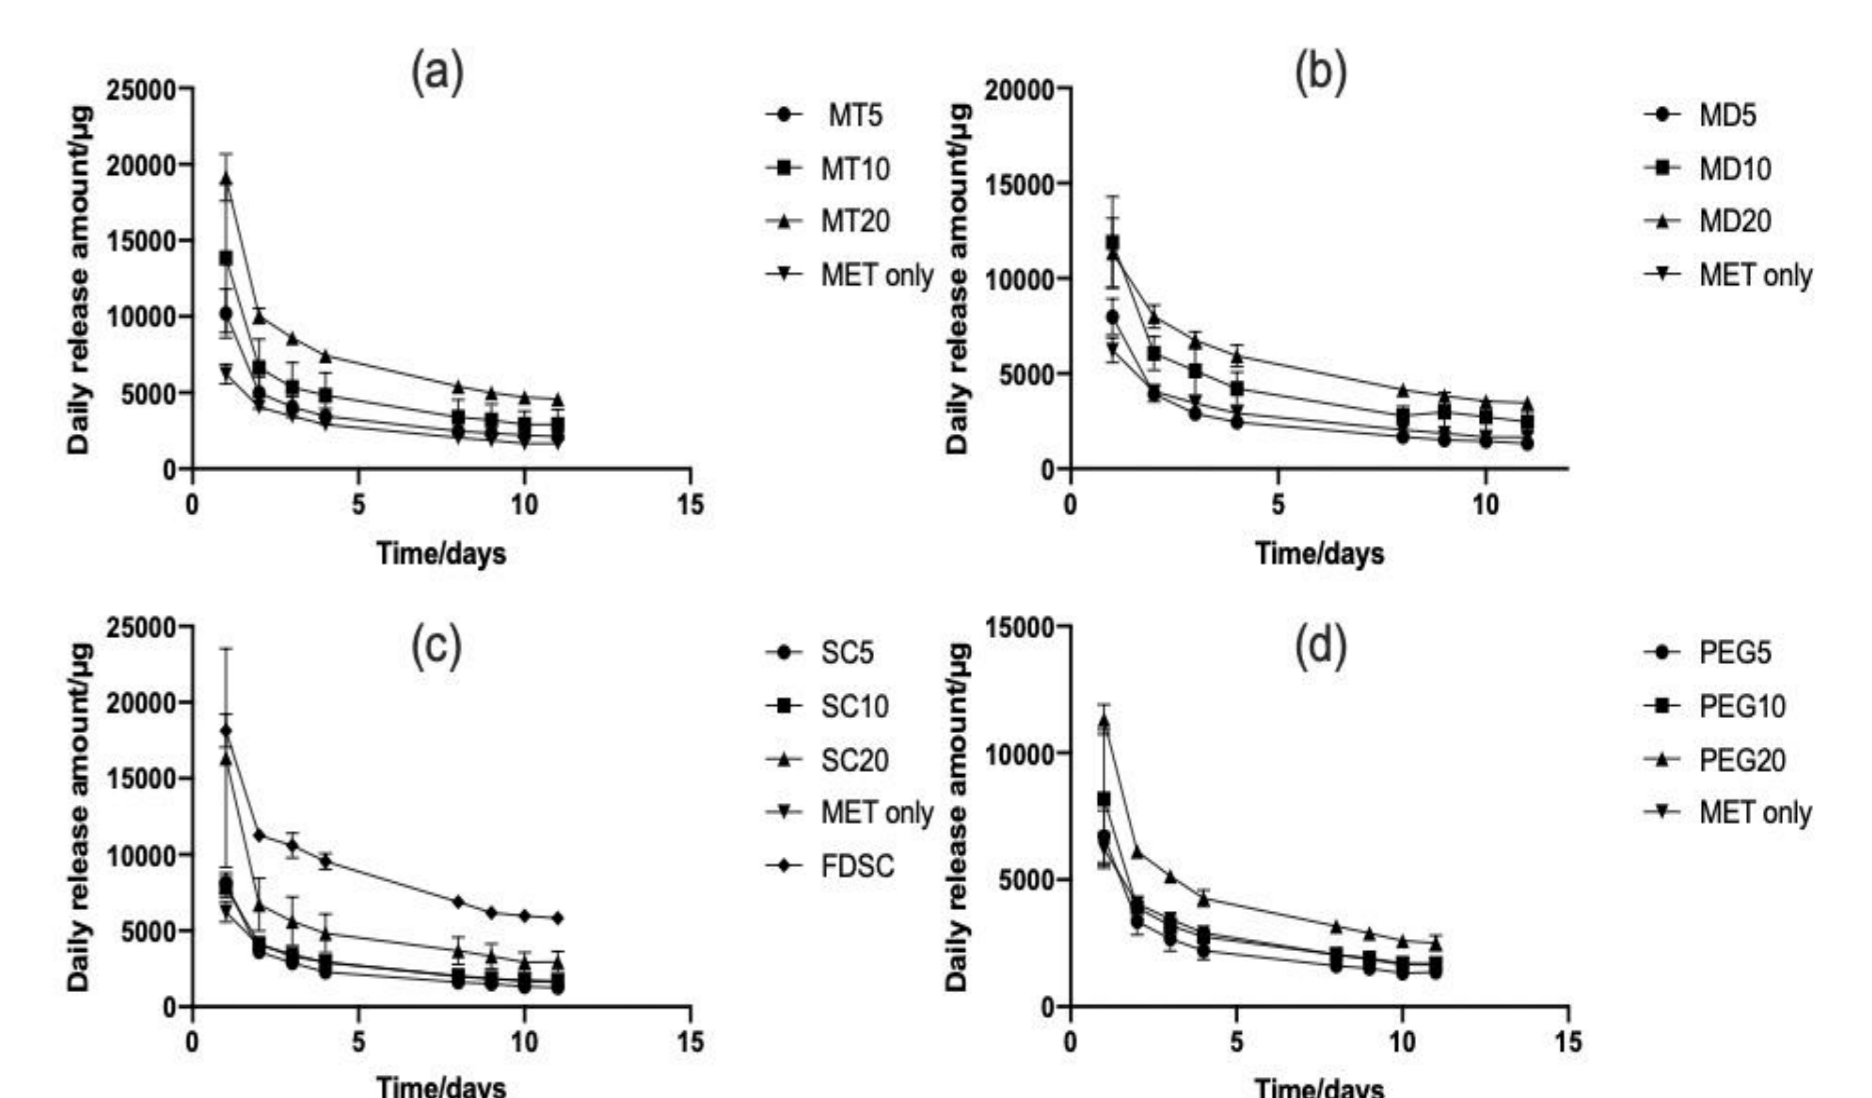 (a)
Daily release amount/µg
25000
20000
15000
10000
5000
0
0 5 10 15
Time/days
MT5
MT10
MT20
MET only
(b)
Daily release amount/µg
20000
15000
10000
5000
0
0 5 10
Time/days
MD5
MD10
MD20
MET only
(c)
Daily release amount/µg
25000
20000
15000
10000
5000
0
0 5 10 15
Time/days
SC5
SC10
SC20
MET only
FDSC
(d)
Daily release amount/µg
15000
10000
5000
0
0 5 10 15
Time/days
PEG5
PEG10
PEG20
MET only